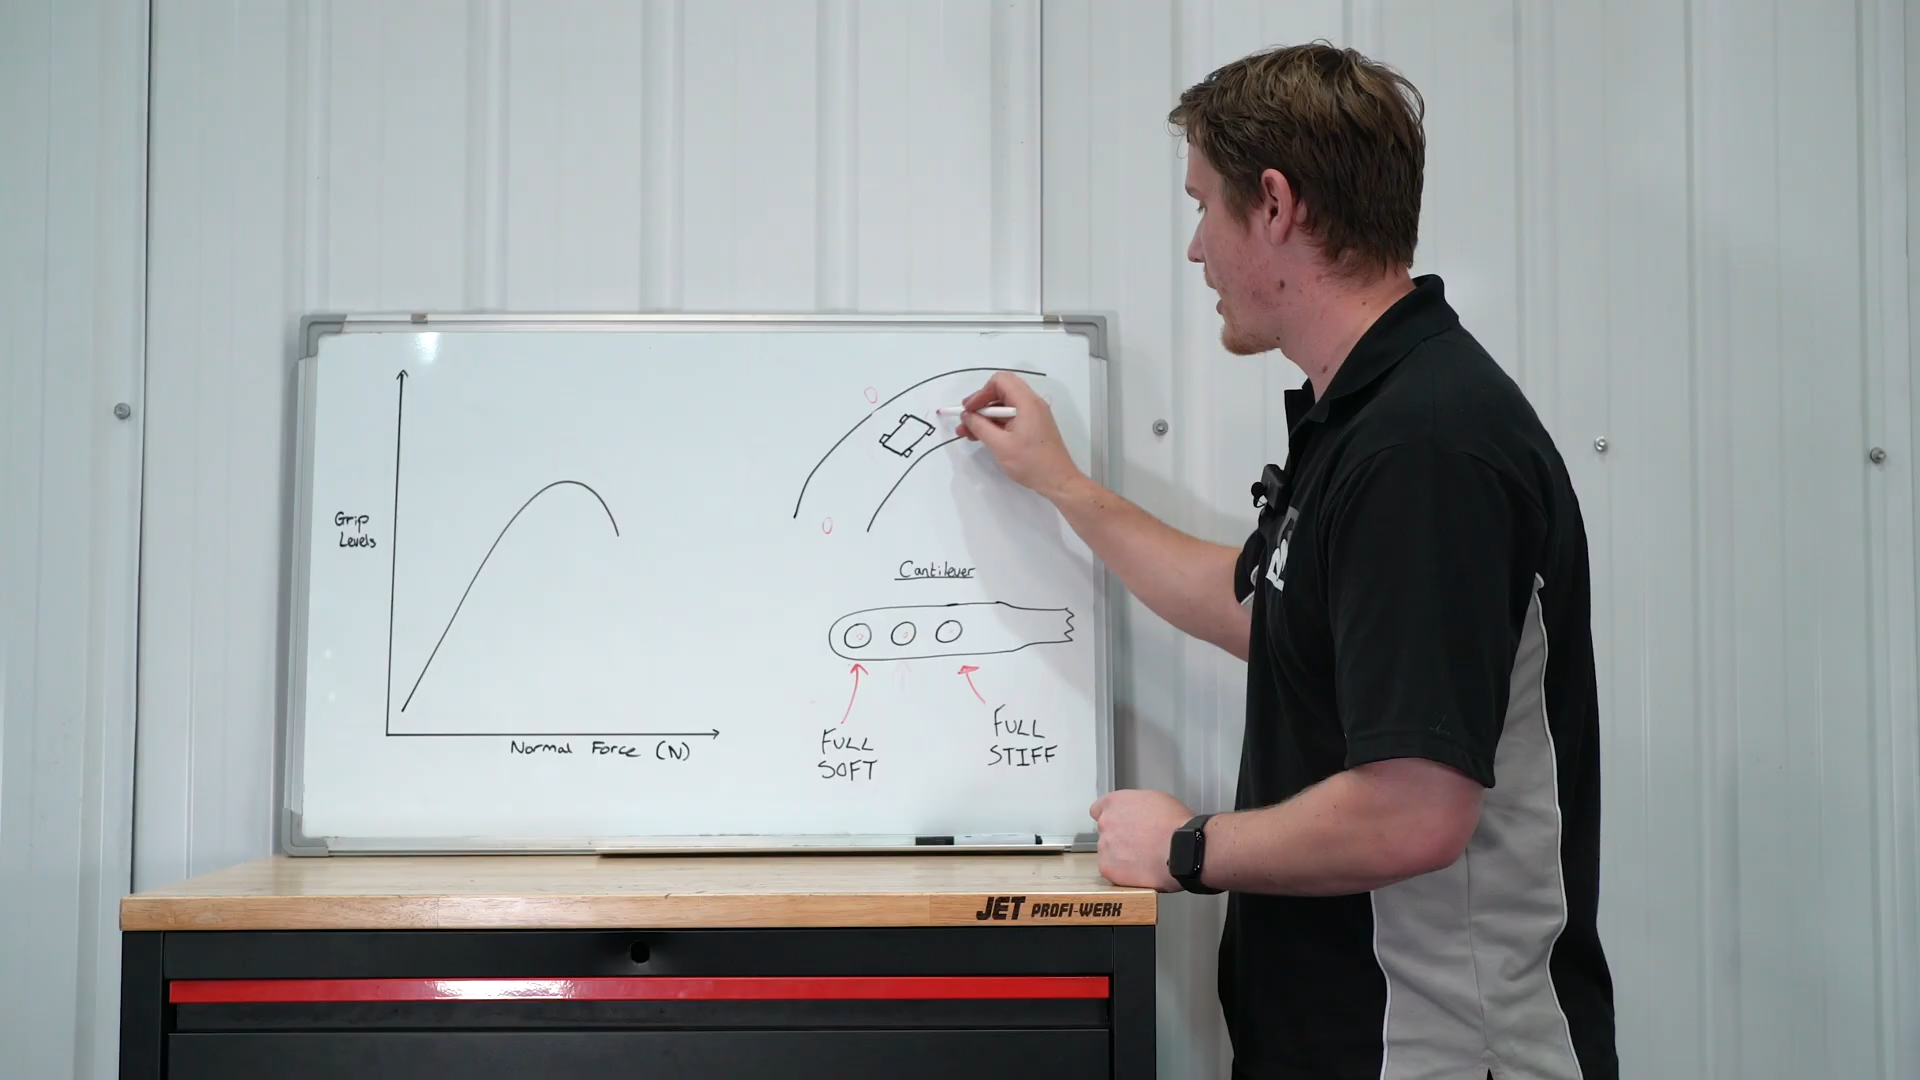 Grip
Levels
Normal Force (N)
Cantilever
FULL
SOFT
FULL
STIFF
JET PROFI-WERK